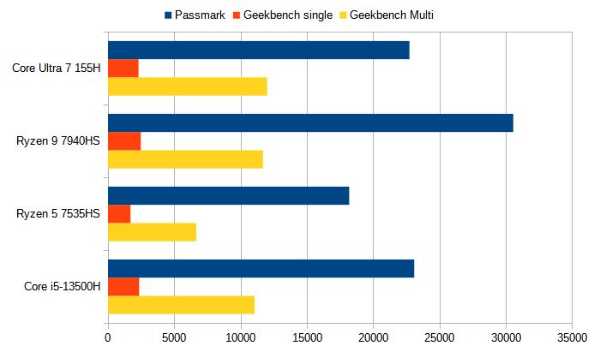 Passmark Geekbench single Geekbench Multi
Core Ultra 7 155H
Ryzen 9 7940HS
Ryzen 5 7535HS
Core i5-13500H
0 5000 10000 15000 20000 25000 30000 35000